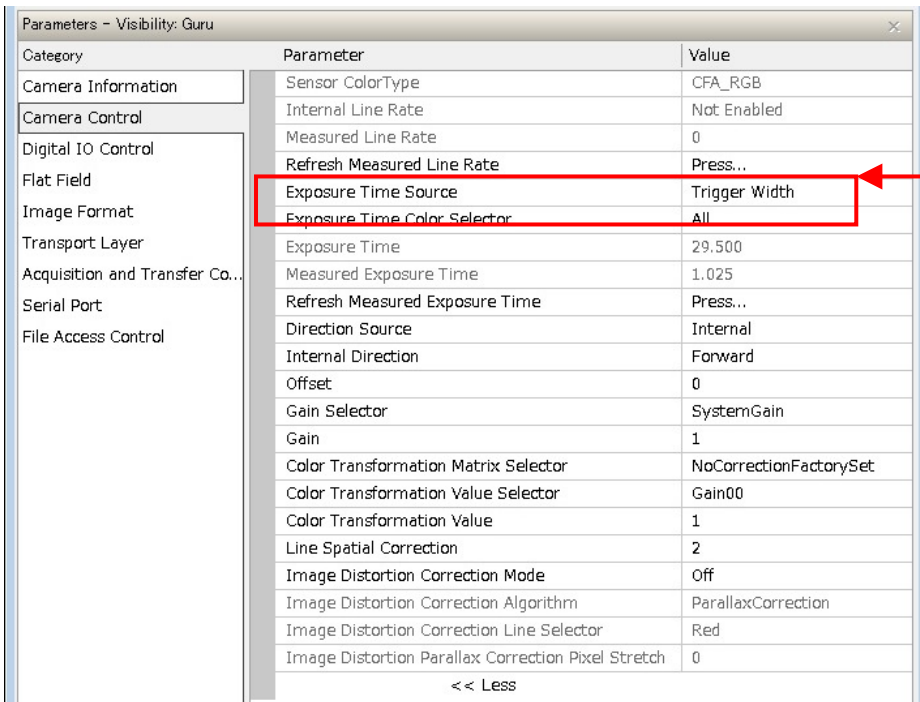 Parameters - Visibility: Guru
Category
Camera Information
Camera Control
Digital IO Control
Flat Field
Image Format
Transport Layer
Acquisition and Transfer Co...
Serial Port
File Access Control
Parameter Value
Sensor ColorType CFA_RGB
Internal Line Rate Not Enabled
Measured Line Rate 0
Refresh Measured Line Rate Press...
Exposure Time Source Trigger Width
Exposure Time Color Selector All
Exposure Time 29.500
Measured Exposure Time 1.025
Refresh Measured Exposure Time Press...
Direction Source Internal
Internal Direction Forward
Offset 0
Gain Selector SystemGain
Gain 1
Color Transformation Matrix Selector NoCorrectionFactorySet
Color Transformation Value Selector Gain00
Color Transformation Value 1
Line Spatial Correction 2
Image Distortion Correction Mode Off
Image Distortion Correction Algorithm ParallaxCorrection
Image Distortion Correction Line Selector Red
Image Distortion Parallax Correction Pixel Stretch 0
<< Less